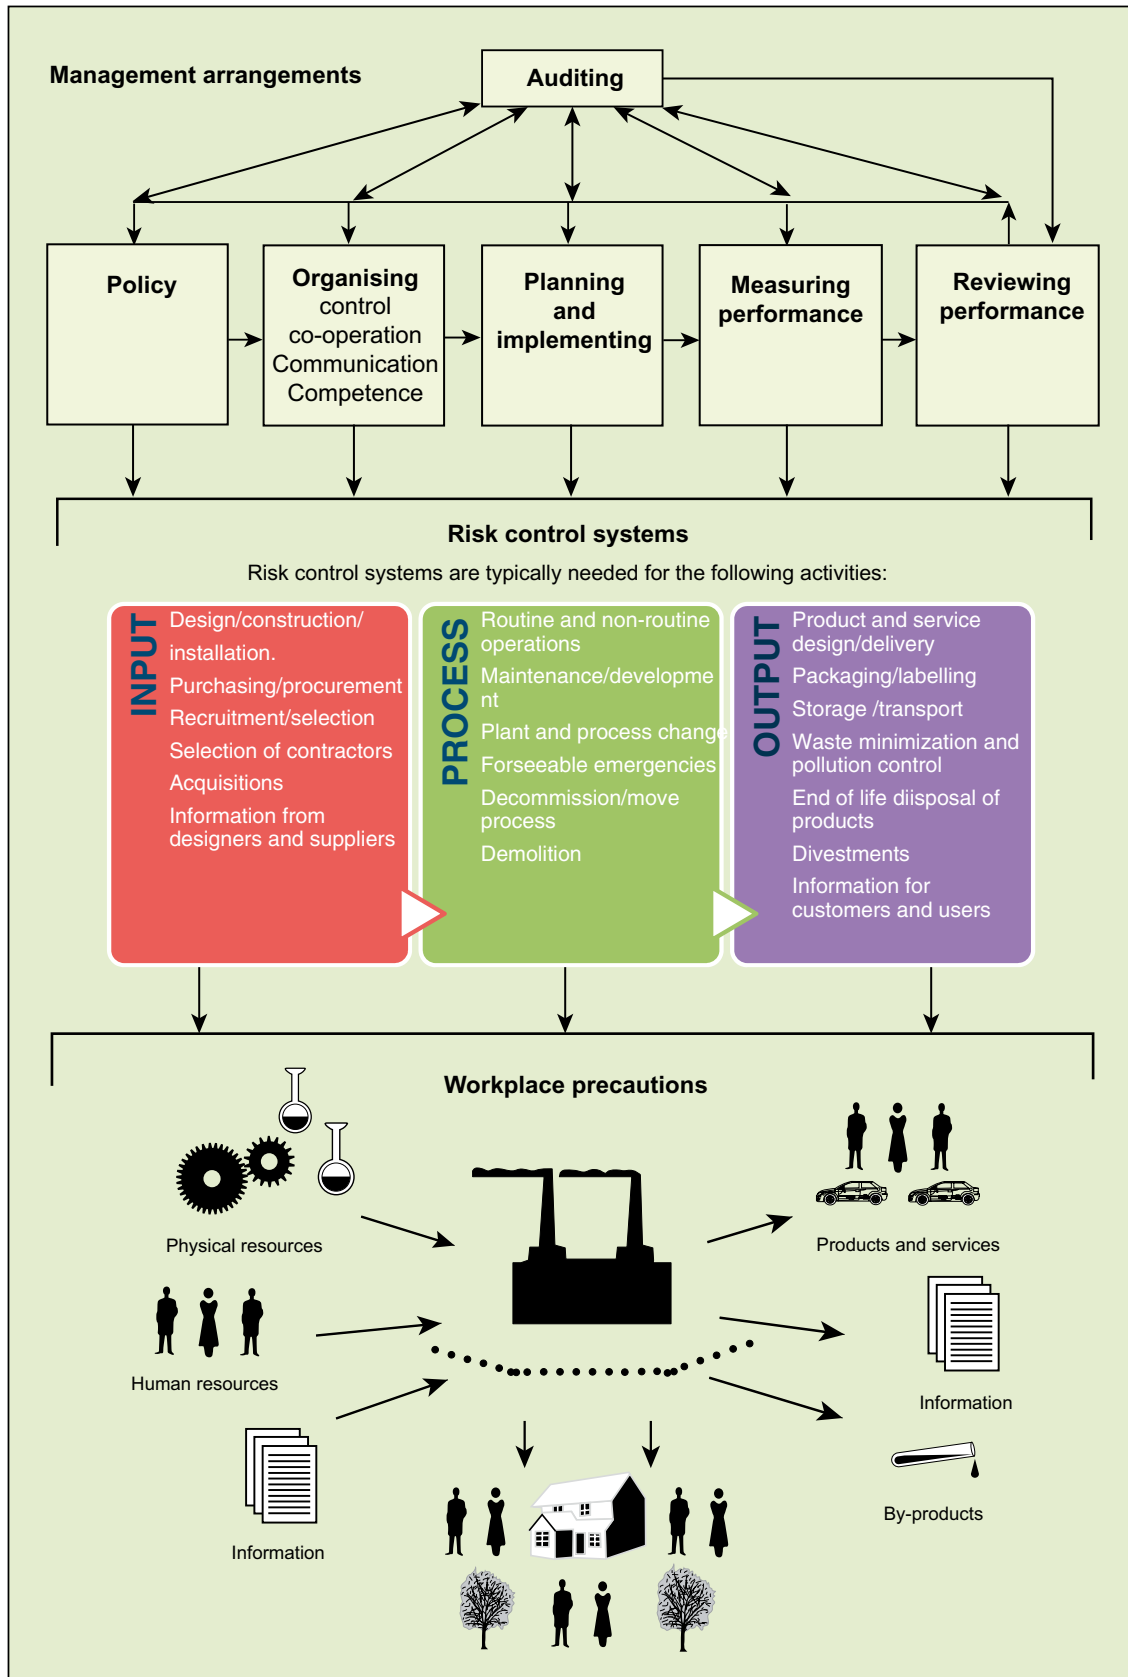 Management arrangements
Auditing
Policy
Organising
control
co-operation
Communication
Competence
Planning
and
implementing
Measuring
performance
Reviewing
performance
Risk control systems
Risk control systems are typically needed for the following activities:
INPUT
Design/construction/
installation.
Purchasing/procurement
Recruitment/selection
Selection of contractors
Acquisitions
Information from
designers and suppliers
PROCESS
Routine and non-routine
operations
Maintenance/developme
nt
Plant and process change
Forseeable emergencies
Decommission/move
process
Demolition
OUTPUT
Product and service
design/delivery
Packaging/labelling
Storage /transport
Waste minimization and
pollution control
End of life diisposal of
products
Divestments
Information for
customers and users
Workplace precautions
Physical resources
Products and services
Human resources
Information
Information
By-products